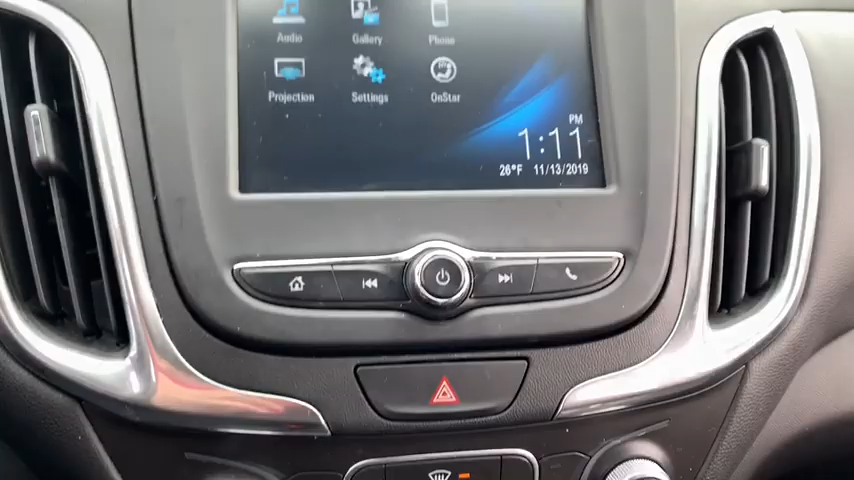 Audio Gallery Phone
Projection Settings OnStar
PM
1:11
26°F 11/13/2019